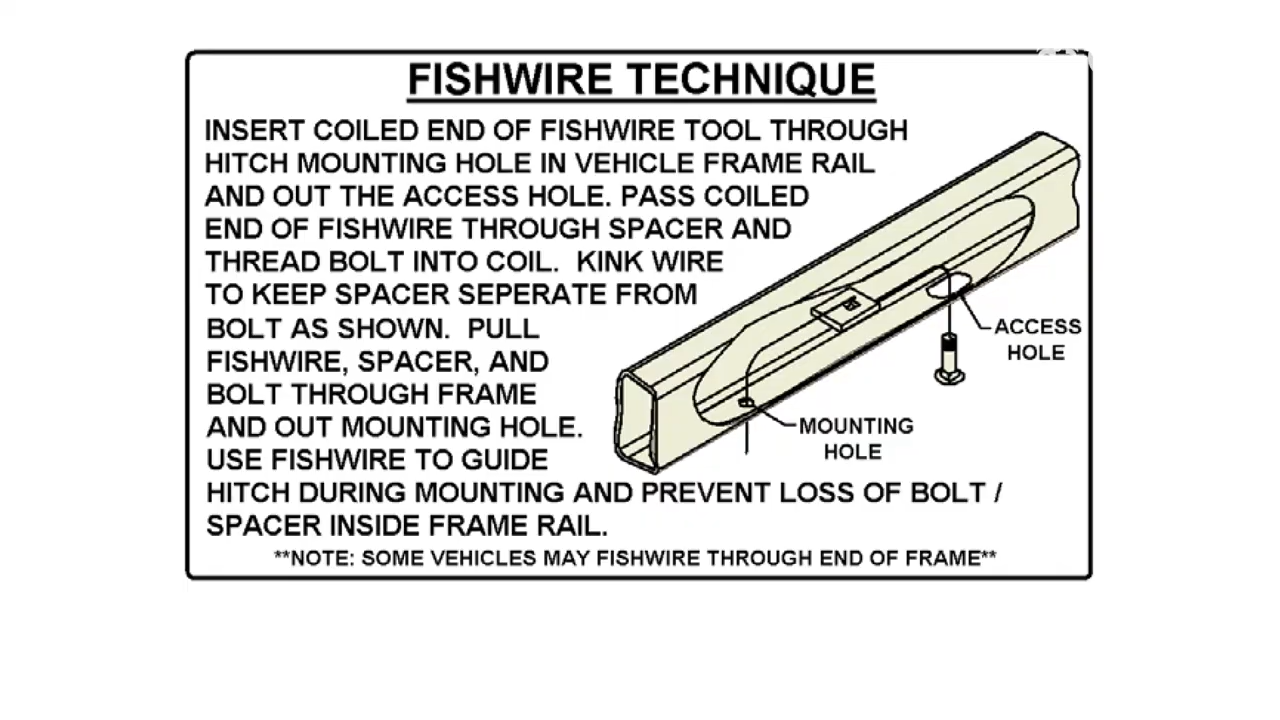 FISHWIRE TECHNIQUE
INSERT COILED END OF FISHWIRE TOOL THROUGH
HITCH MOUNTING HOLE IN VEHICLE FRAME RAIL
AND OUT THE ACCESS HOLE. PASS COILED
END OF FISHWIRE THROUGH SPACER AND
THREAD BOLT INTO COIL. KINK WIRE
TO KEEP SPACER SEPERATE FROM
BOLT AS SHOWN. PULL
FISHWIRE, SPACER, AND
BOLT THROUGH FRAME
AND OUT MOUNTING HOLE.
USE FISHWIRE TO GUIDE
HITCH DURING MOUNTING AND PREVENT LOSS OF BOLT /
SPACER INSIDE FRAME RAIL.
**NOTE: SOME VEHICLES MAY FISHWIRE THROUGH END OF FRAME**
ACCESS
HOLE
MOUNTING
HOLE